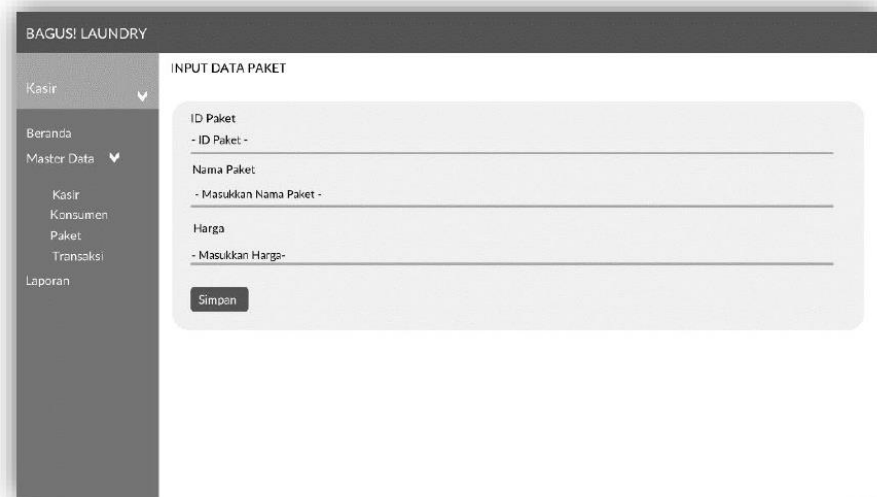 BAGUS! LAUNDRY
Kasir
Beranda
Master Data
Kasir
Konsumen
Paket
Transaksi
Laporan
INPUT DATA PAKET
ID Paket
- ID Paket -
Nama Paket
- Masukkan Nama Paket -
Harga
- Masukkan Harga-
Simpan